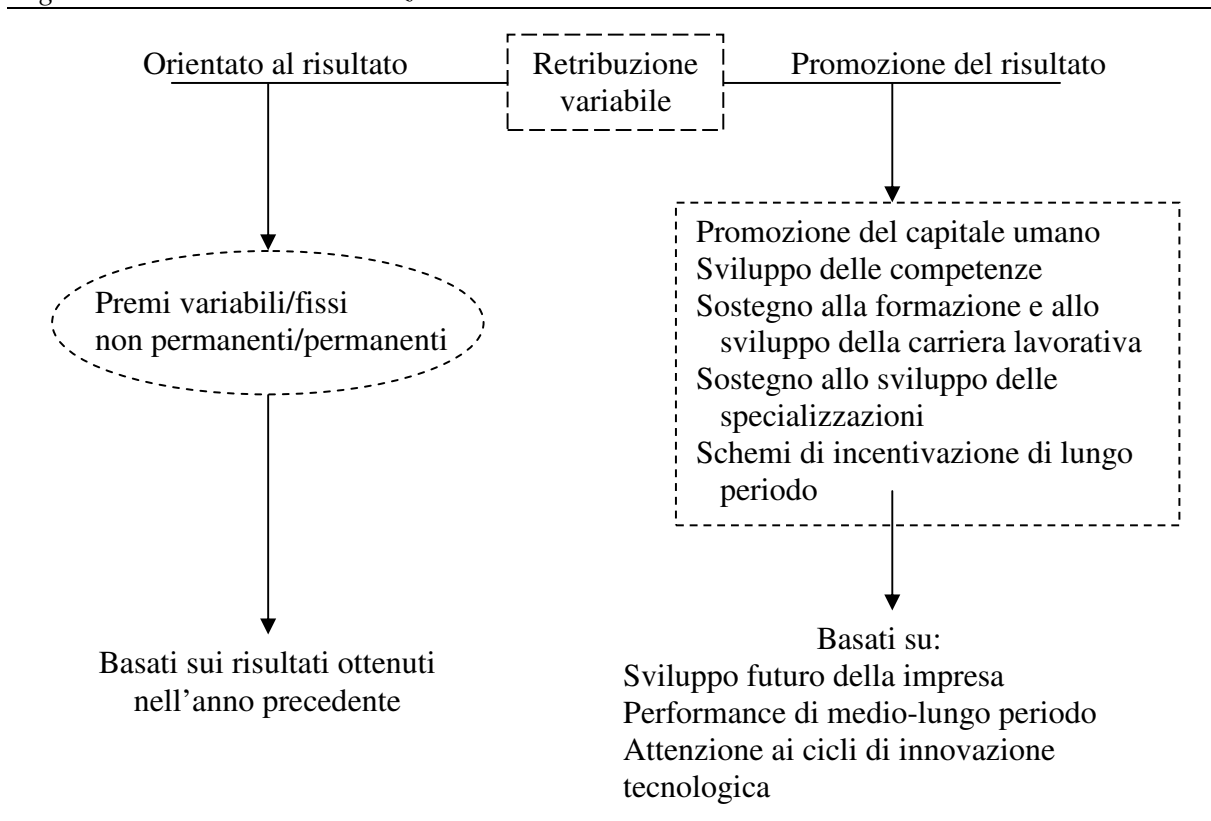 Orientato al risultato
Retribuzione
variabile
Promozione del risultato
Premi variabili/fissi
non permanenti/permanenti
Promozione del capitale umano
Sviluppo delle competenze
Sostegno alla formazione e allo
sviluppo della carriera lavorativa
Sostegno allo sviluppo delle
specializzazioni
Schemi di incentivazione di lungo
periodo
Basati sui risultati ottenuti
nell’anno precedente
Basati su:
Sviluppo futuro della impresa
Performance di medio-lungo periodo
Attenzione ai cicli di innovazione
tecnologica